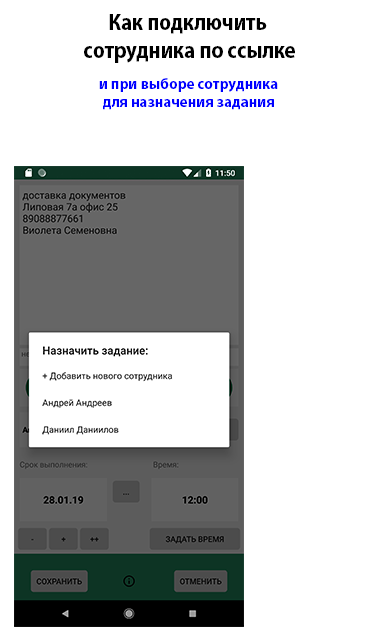 Как подключить
сотрудника по ссылке
и при выборе сотрудника
для назначения задания
11:50
доставка документов
Липовая 7а офис 25
89088877661
Виолета Семеновна
Назначить задание:
+ Добавить нового сотрудника
Андрей Андреев
Даниил Даниилов
Срок выполнения:
Время:
28.01.19
...
12:00
-
+
++
ЗАДАТЬ ВРЕМЯ
СОХРАНИТЬ
ОТМЕНИТЬ